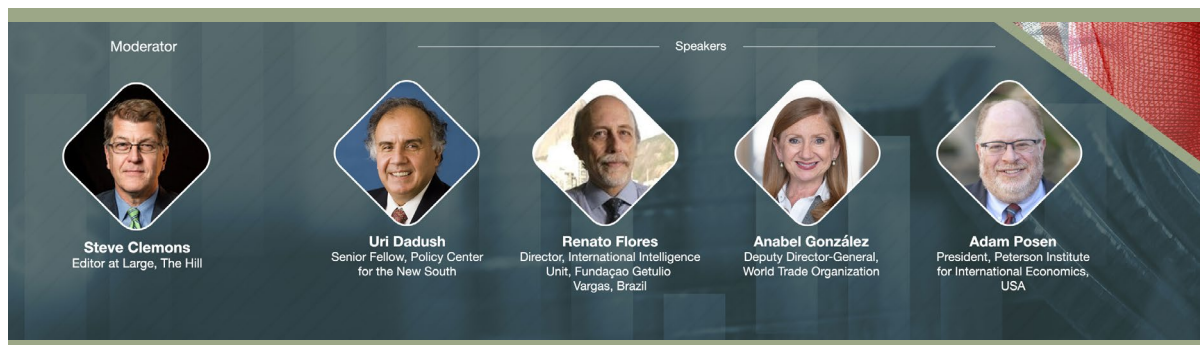 Moderator
Speakers
Steve Clemons
Editor at Large, The Hill
Uri Dadush
Senior Fellow, Policy Center
for the New South
Renato Flores
Director, International Intelligence
Unit, Fundaçao Getulio
Vargas, Brazil
Anabel González
Deputy Director-General,
World Trade Organization
Adam Posen
President, Peterson Institute
for International Economics,
USA